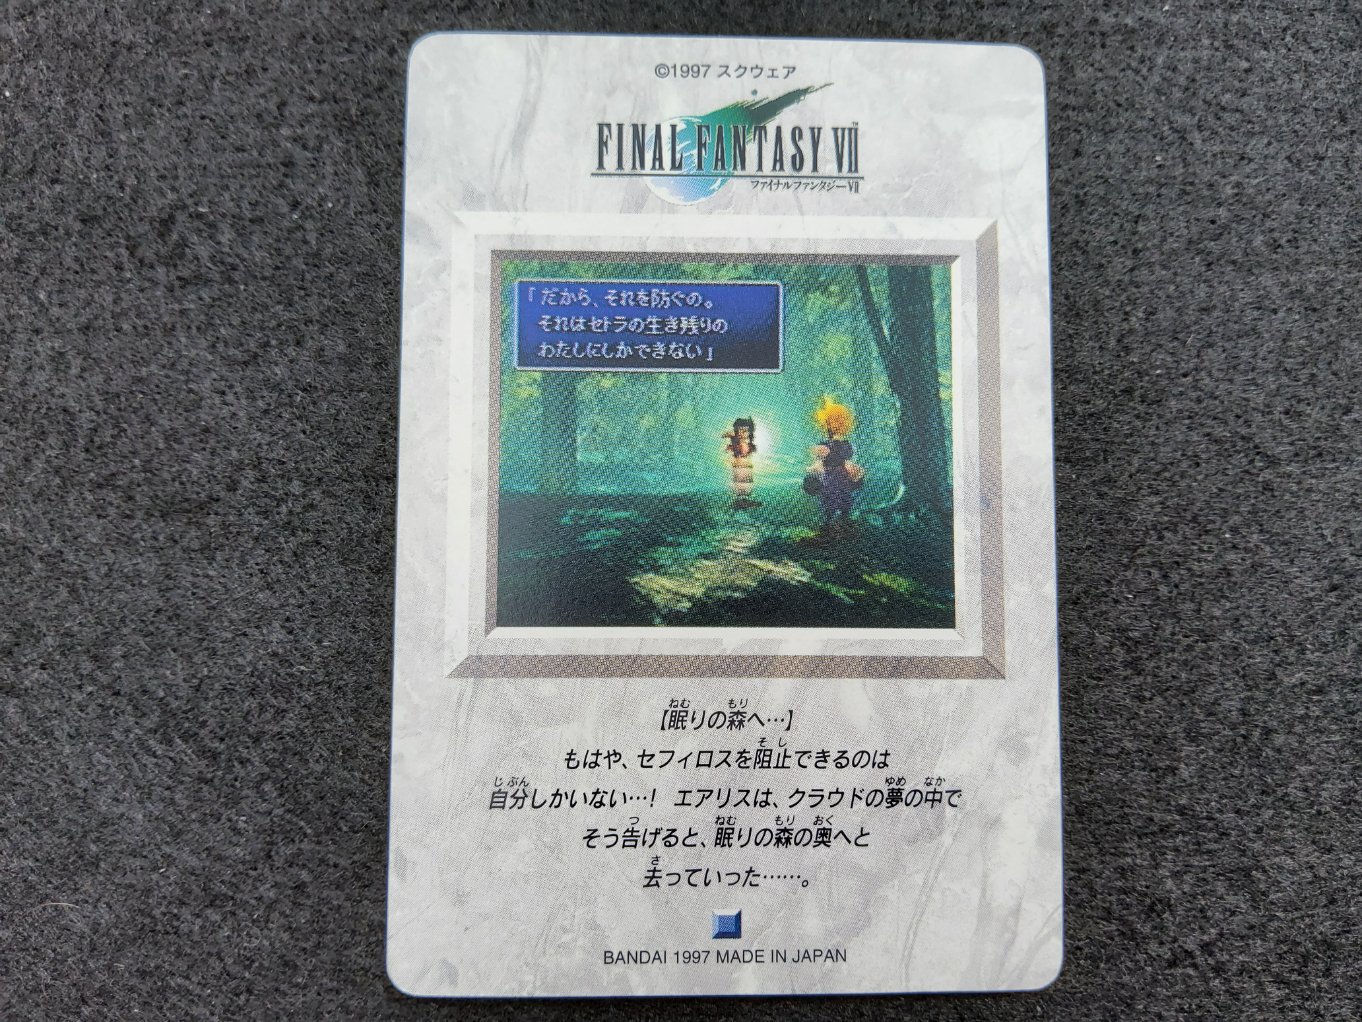 ©1997 スクウェア
FINAL FANTASY VII™
ファイナルファンタジーVII
「だから、それを防ぐの。
それはセトラの生き残りの
わたしにしかできない」
【眠りの森へ…】
もはや、セフィロスを阻止できるのは
自分しかいない…! エアリスは、クラウドの夢の中で
そう告げると、眠りの森の奥へと
去っていった……。
BANDAI 1997 MADE IN JAPAN